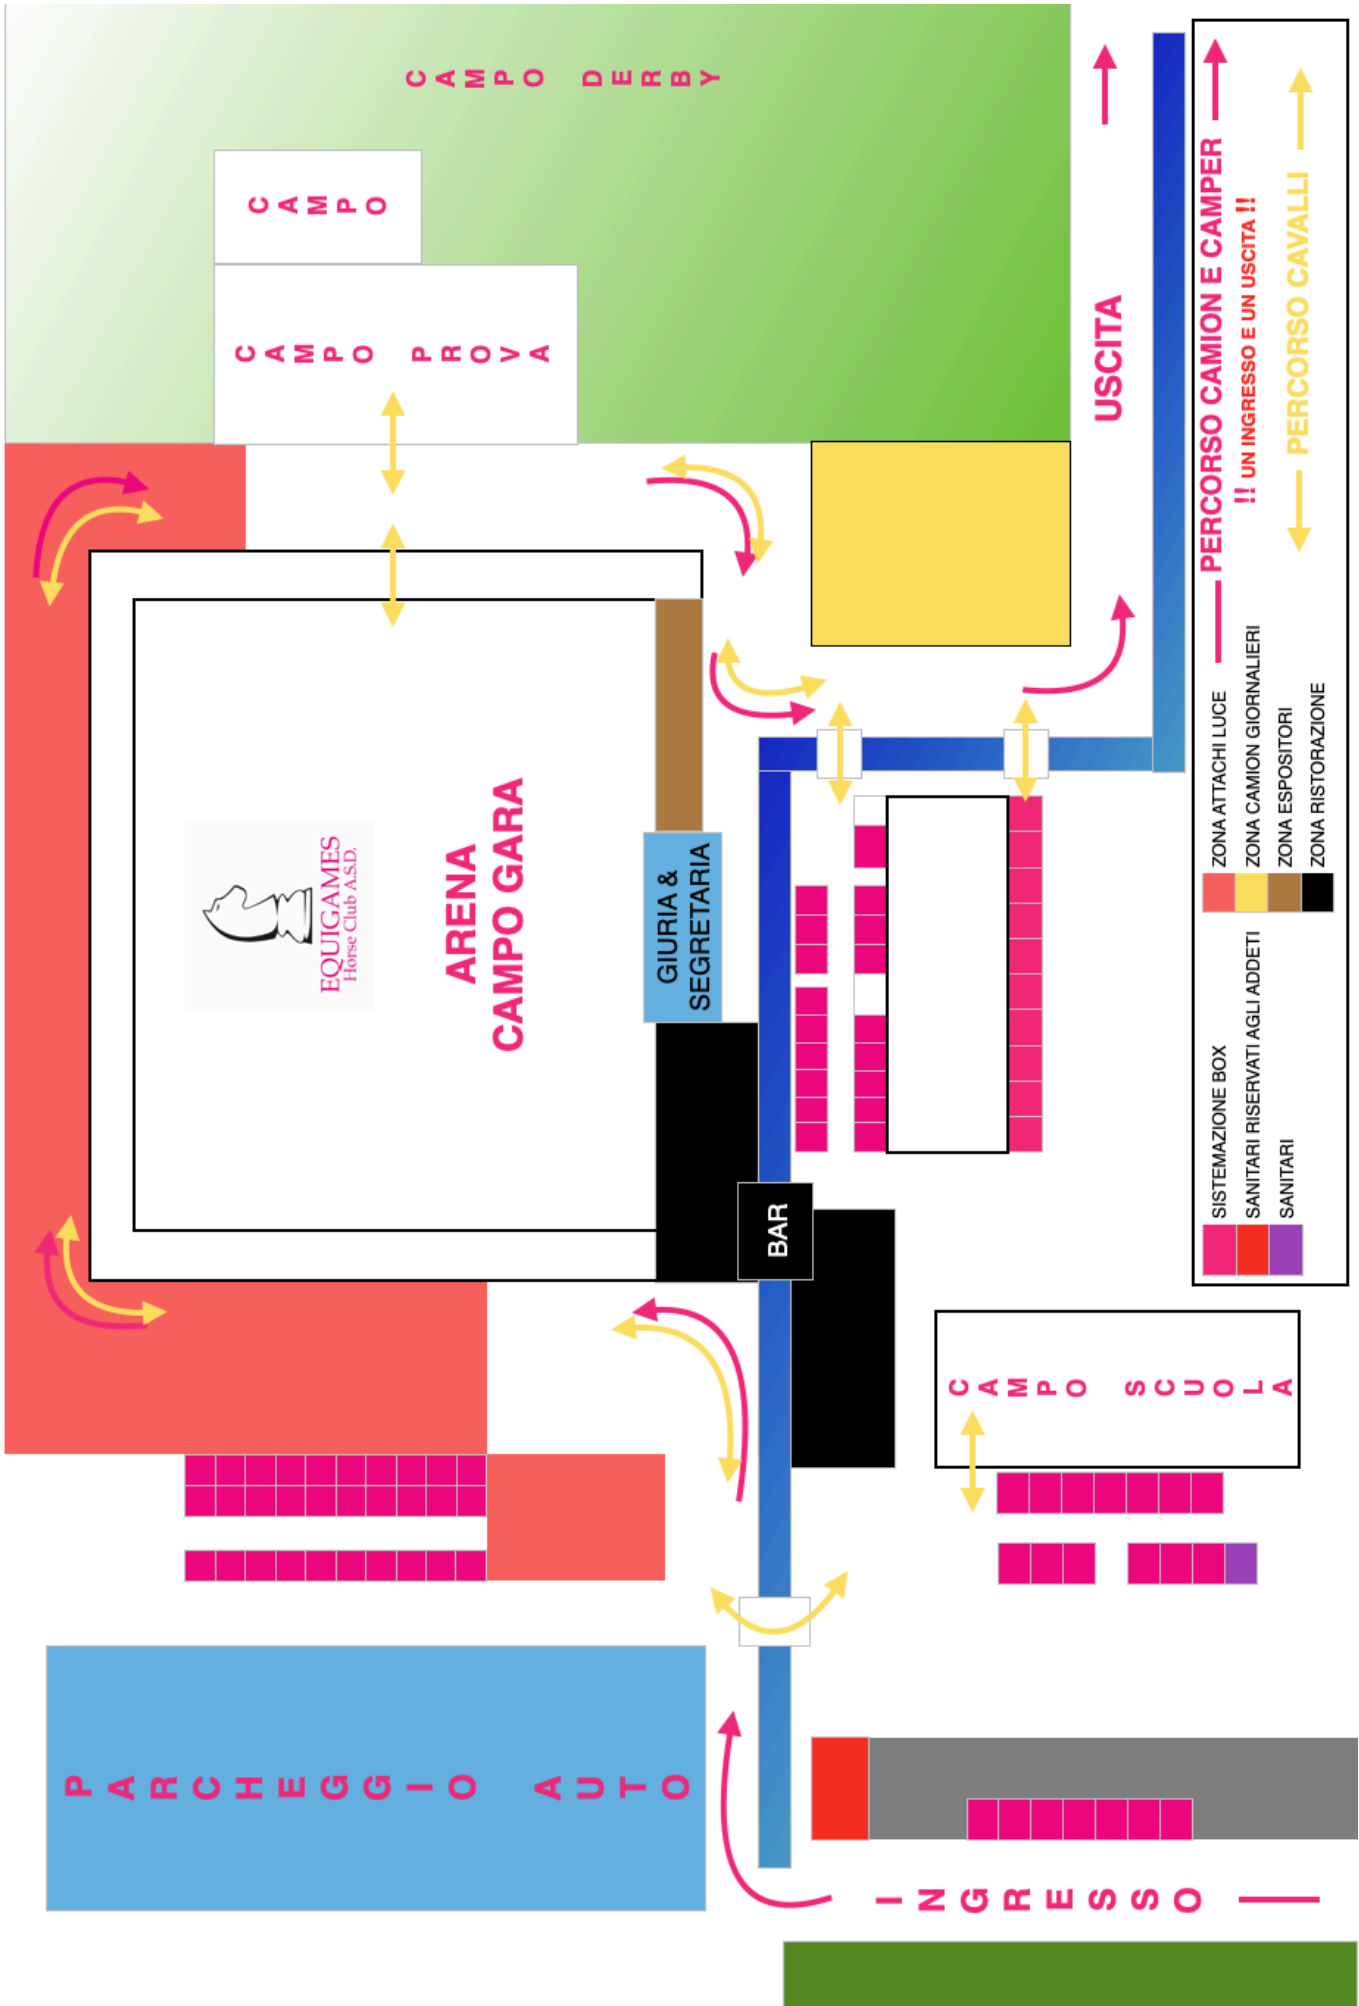 CAMPO DERBY
CAMPO
CAMPO PROVA
USCITA
EQUIGAMES
Horse Club A.S.D.
ARENA
CAMPO GARA
GIURIA &
SEGRETARIA
BAR
CAMPO SCUOLA
PARCHEGGIO AUTO
INGRESSO
PERCORSO CAMION E CAMPER
!! UN INGRESSO E UN USCITA !!
PERCORSO CAVALLI
ZONA ATTACHI LUCE
ZONA CAMION GIORNALIERI
ZONA ESPOSITORI
ZONA RISTORAZIONE
SISTEMAZIONE BOX
SANITARI RISERVATI AGLI ADDETI
SANITARI